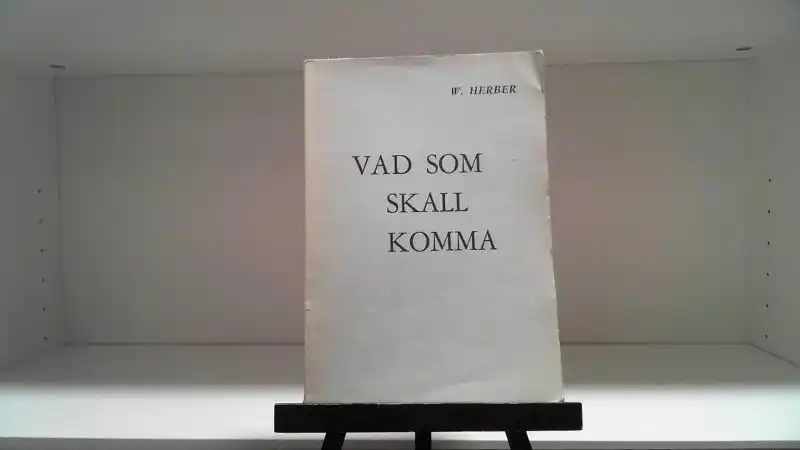 W. HERBER
VAD SOM
SKALL
KOMMA